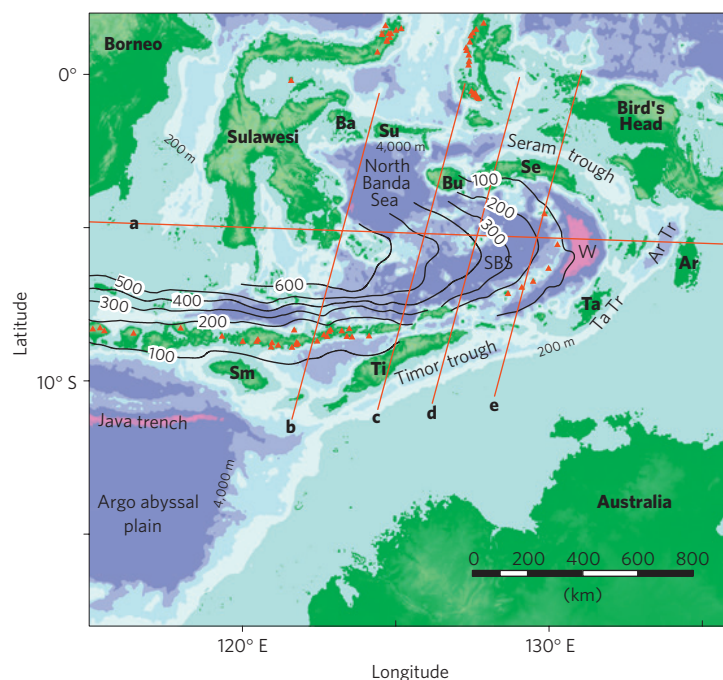 Borneo
0°
Bird's
Head
Ba
Su
4,000 m
Sulawesi
200 m
North
Banda
Sea
Seram trough
Bu
Se
100
200
300
a
SBS
W
Ar Tr
Ar
600
500
400
300
200
100
Ta
Ta Tr
Latitude
200 m
Timor trough
Ti
Sm
10° S
e
d
c
b
Java trench
4,000 m
Argo abyssal
plain
Australia
0 200 400 600 800
(km)
120° E
130° E
Longitude